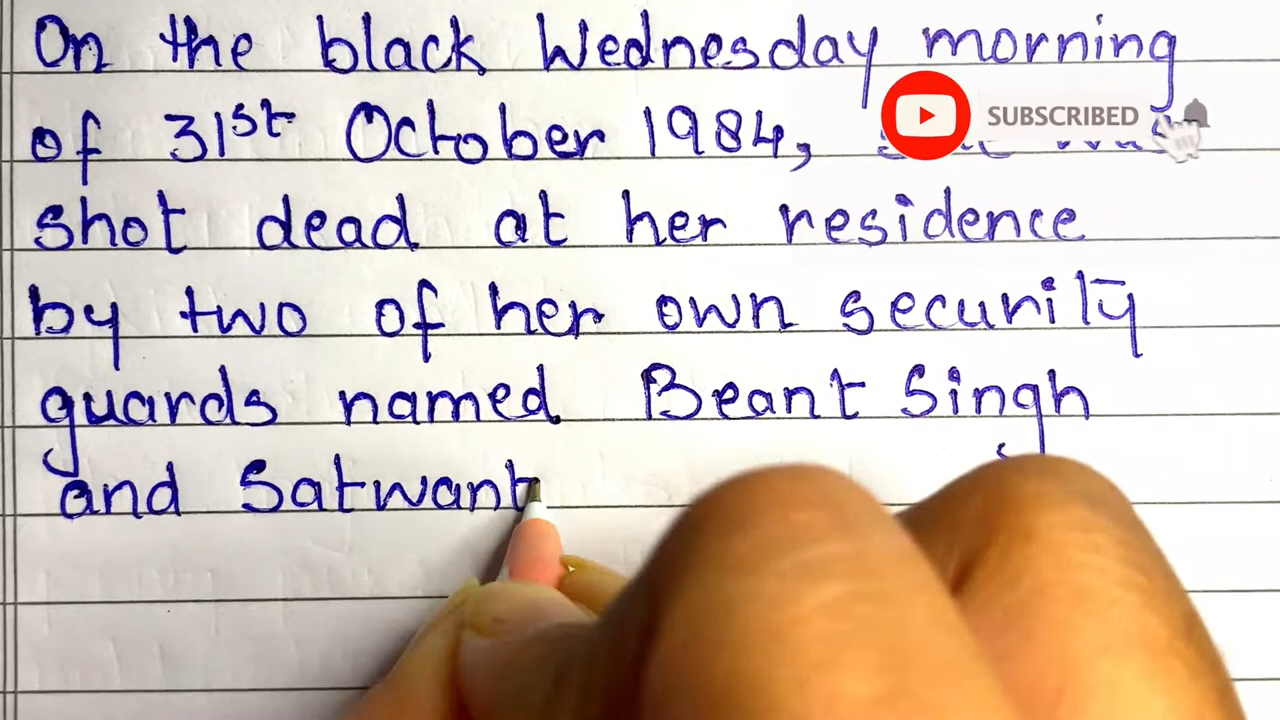 On the black Wednesday morning
of 31st October 1984,
SUBSCRIBED
shot dead at her residence
by two of her own security
guards named Beant Singh
and Satwant